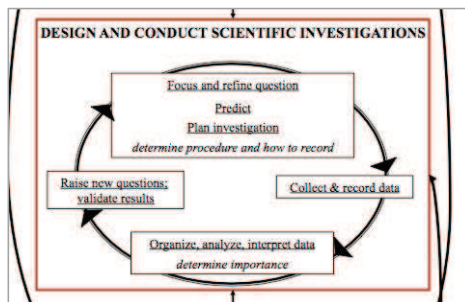 DESIGN AND CONDUCT SCIENTIFIC INVESTIGATIONS
Focus and refine question
Predict
Plan investigation
determine procedure and how to record
Raise new questions;
validate results
Collect & record data
Organize, analyze, interpret data
determine importance